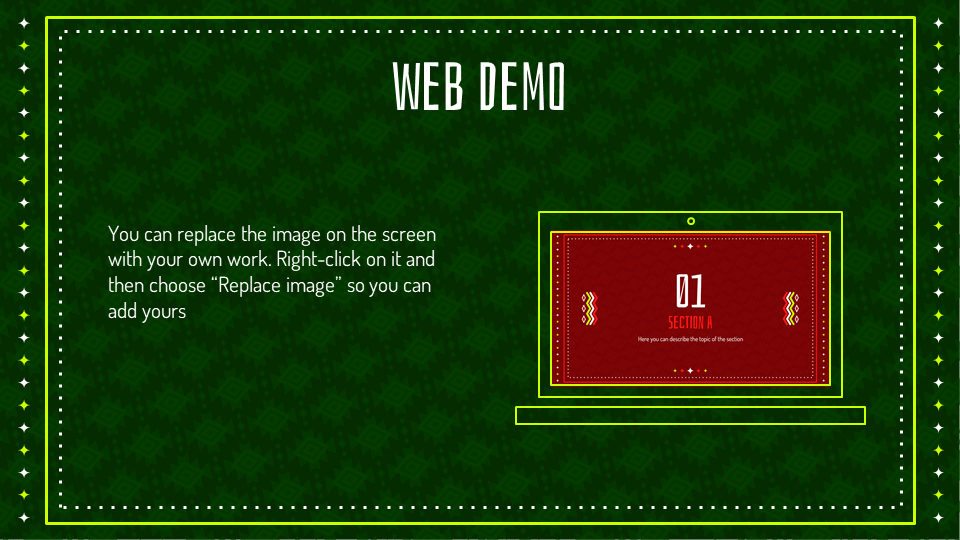 WEB DEMO
You can replace the image on the screen
with your own work. Right-click on it and
then choose “Replace image” so you can
add yours
01
SECTION A
Here you can describe the topic of the section